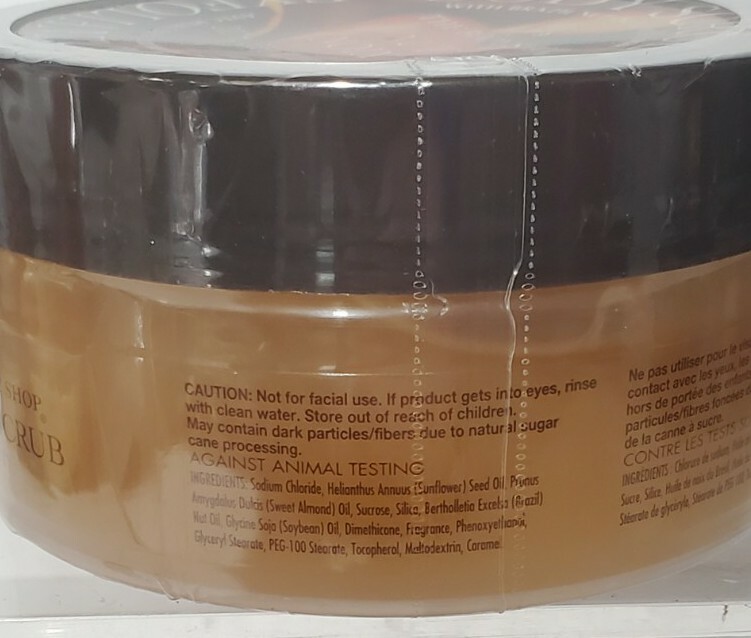 SHOP
CRUB
CAUTION: Not for facial use. If product gets into eyes, rinse
with clean water. Store out of reach of children.
May contain dark particles/fibers due to natural sugar
cane processing.
AGAINST ANIMAL TESTING
INGREDIENTS: Sodium Chloride, Helianthus Annuus (Sunflower) Seed Oil, Prunus
Amygdalus Dulcis (Sweet Almond) Oil, Sucrose, Silica, Bertholletia Excelsa (Brazil)
Nut Oil, Glycine Soja (Soybean) Oil, Dimethicone, Fragrance, Phenoxyethanol,
Glyceryl Stearate, PEG-100 Stearate, Tocopherol, Maltodextrin, Caramel
Ne pas utiliser pour le
contact avec les yeux,
hors de portée des
particules/fibres foncées
de la canne à sucre.
CONTRE LES TESTS
INGRÉDIENTS: Chlorure de sodium,
Sucre, Silice, Huile de noix du Brésil,
Stéarate de glycéryle, Stéarate de PEG